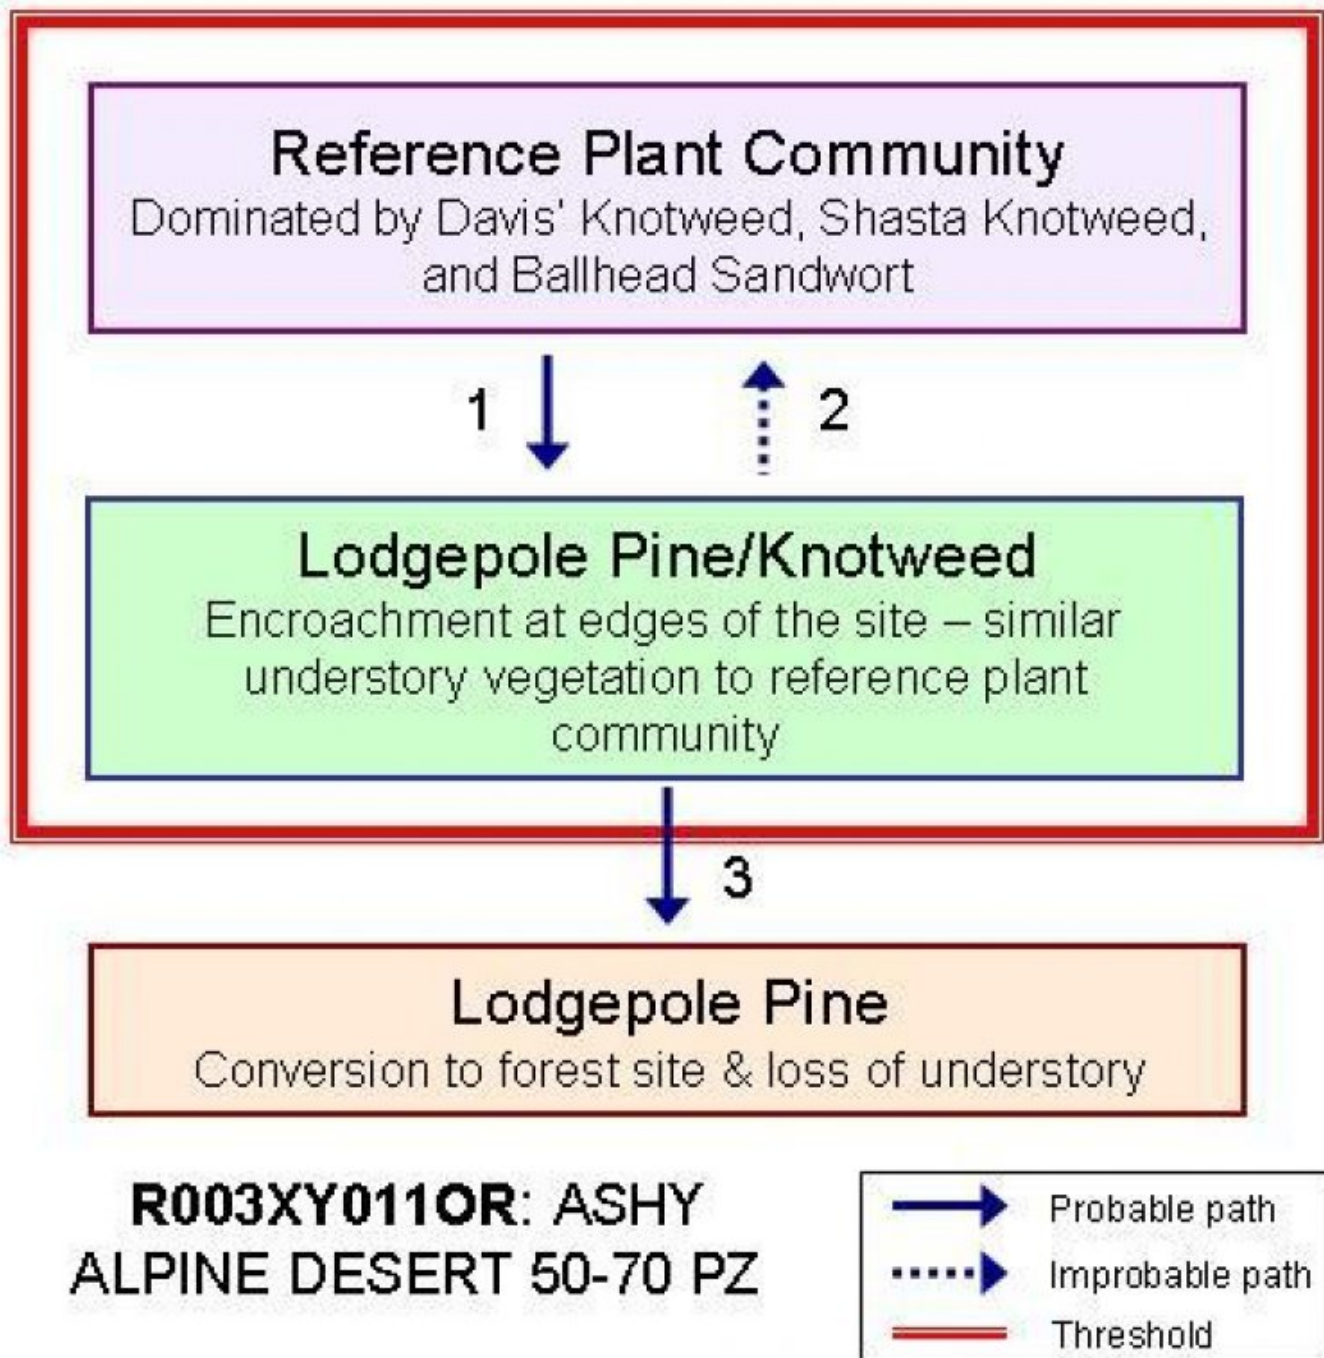 Reference Plant Community
Dominated by Davis' Knotweed, Shasta Knotweed,
and Ballhead Sandwort
1
2
Lodgepole Pine/Knotweed
Encroachment at edges of the site – similar
understory vegetation to reference plant
community
3
Lodgepole Pine
Conversion to forest site & loss of understory
R003XY011OR: ASHY
ALPINE DESERT 50-70 PZ
Probable path
Improbable path
Threshold